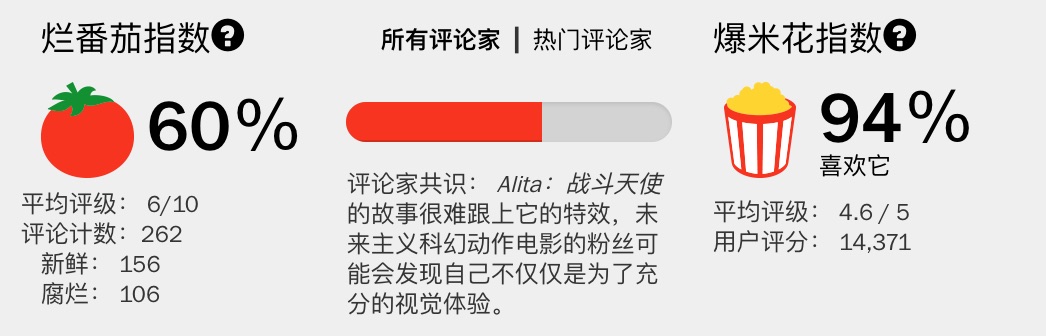 烂番茄指数?
60%
平均评级： 6/10
评论计数：262
新鲜： 156
腐烂： 106
所有评论家 | 热门评论家
评论家共识： Alita：战斗天使
的故事很难跟上它的特效，未
来主义科幻动作电影的粉丝可
能会发现自己不仅仅是为了充
分的视觉体验。
爆米花指数?
94%
喜欢它
平均评级： 4.6 / 5
用户评分： 14,371